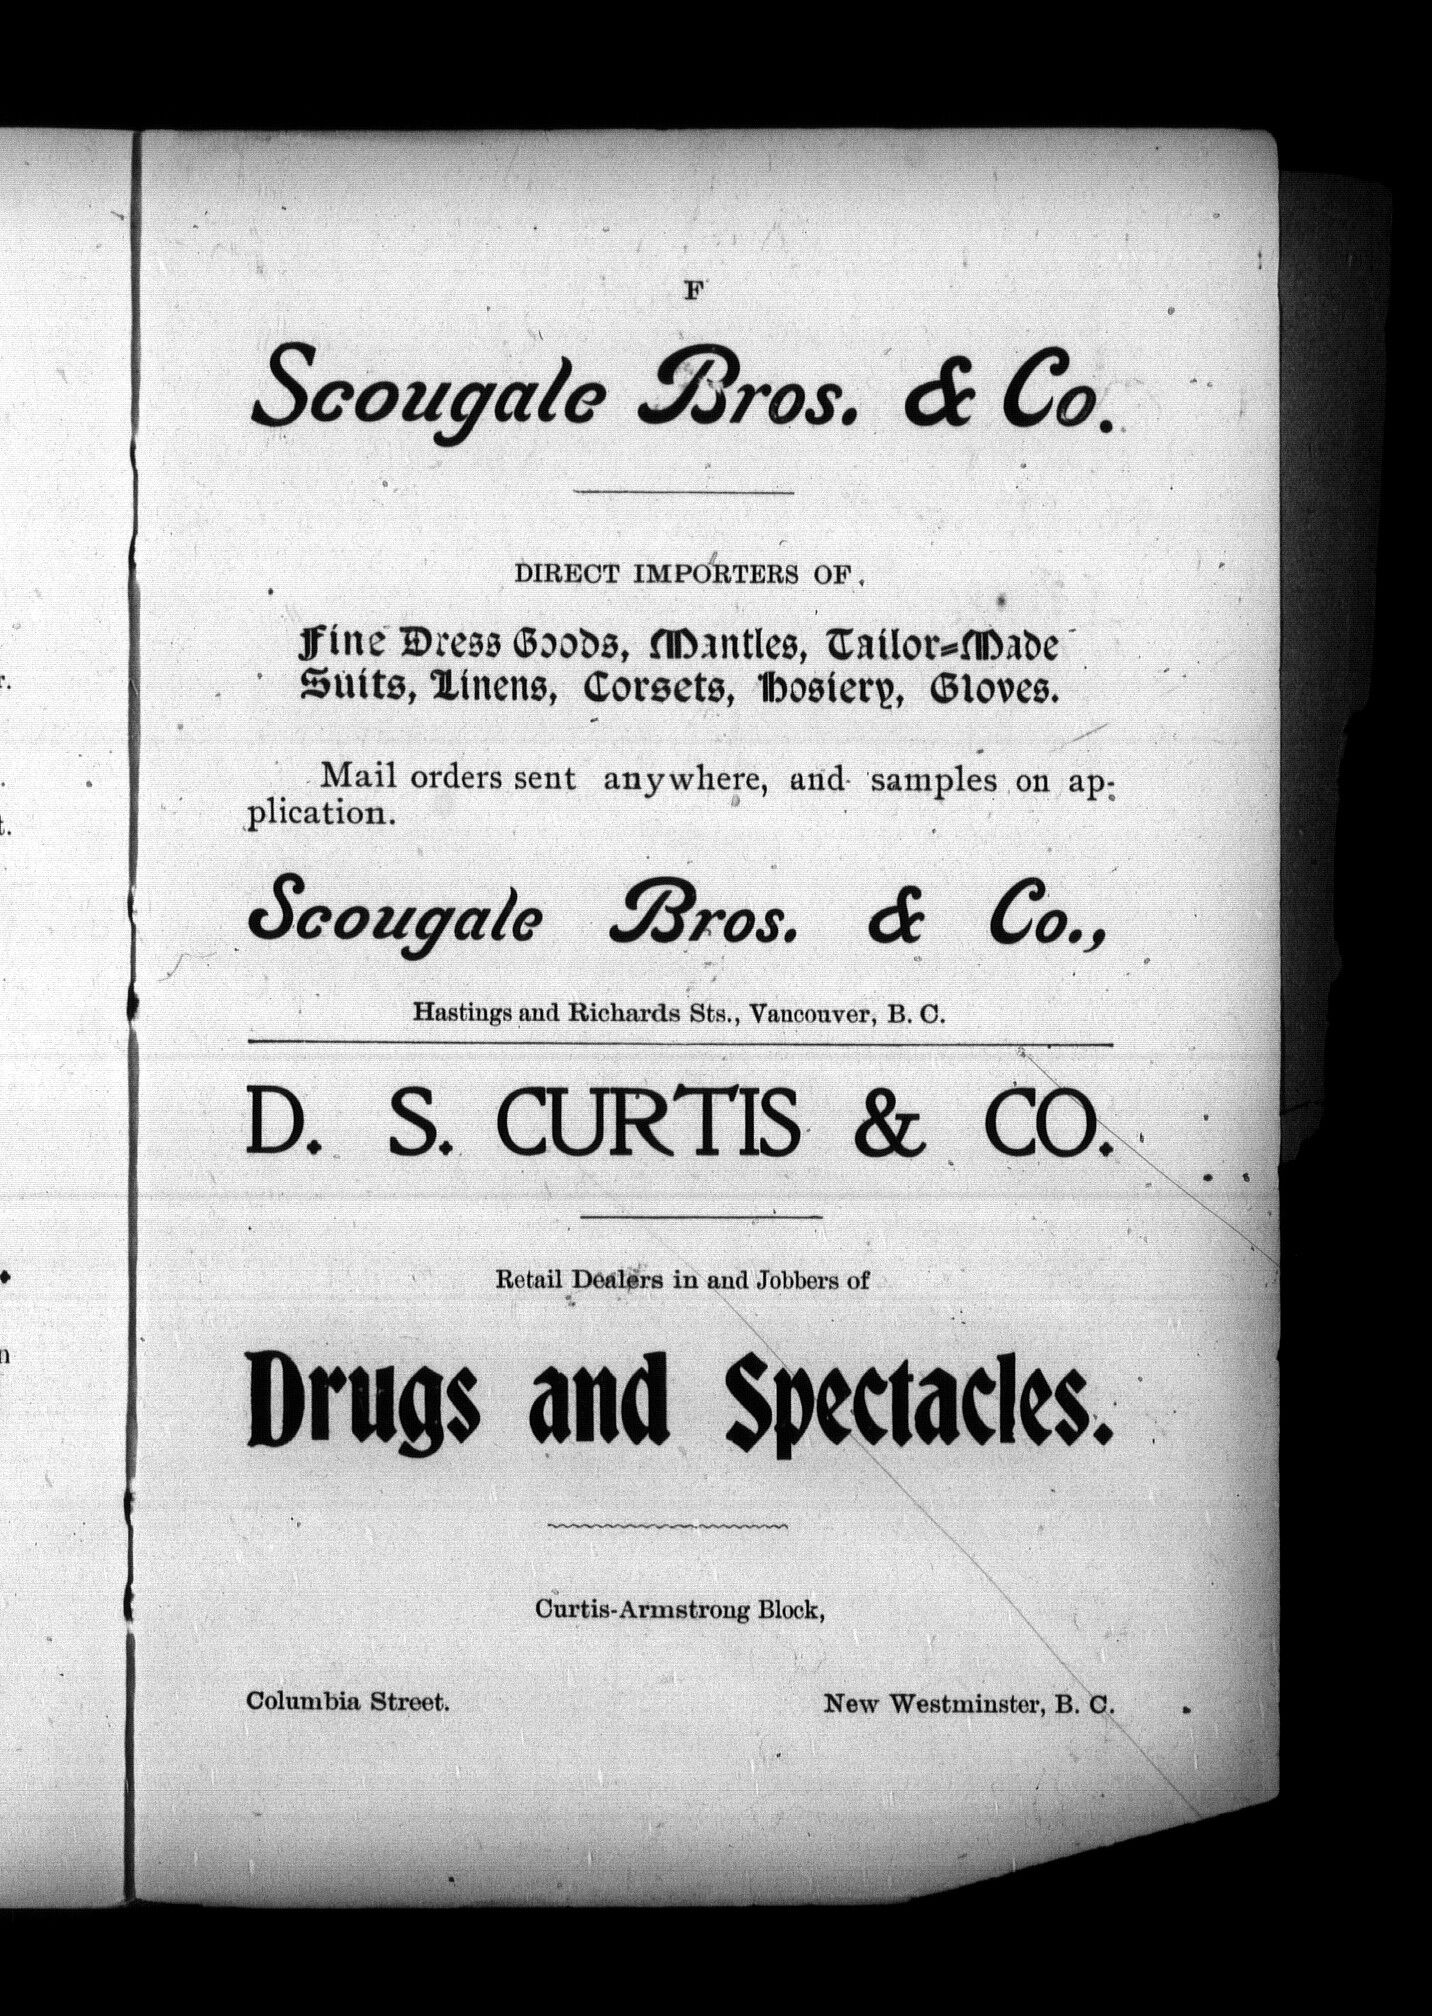 F
Scougale Bros. & Co.
DIRECT IMPORTERS OF
Fine Dress Goods, Mantles, Tailor-Made
Suits, Linens, Corsets, Hosiery, Gloves.
Mail orders sent anywhere, and samples on ap-
plication.
Scougale Bros. & Co.,
Hastings and Richards Sts., Vancouver, B. C.
D. S. CURTIS & CO.
Retail Dealers in and Jobbers of
Drugs and Spectacles.
Curtis-Armstrong Block,
Columbia Street. New Westminster, B. C.